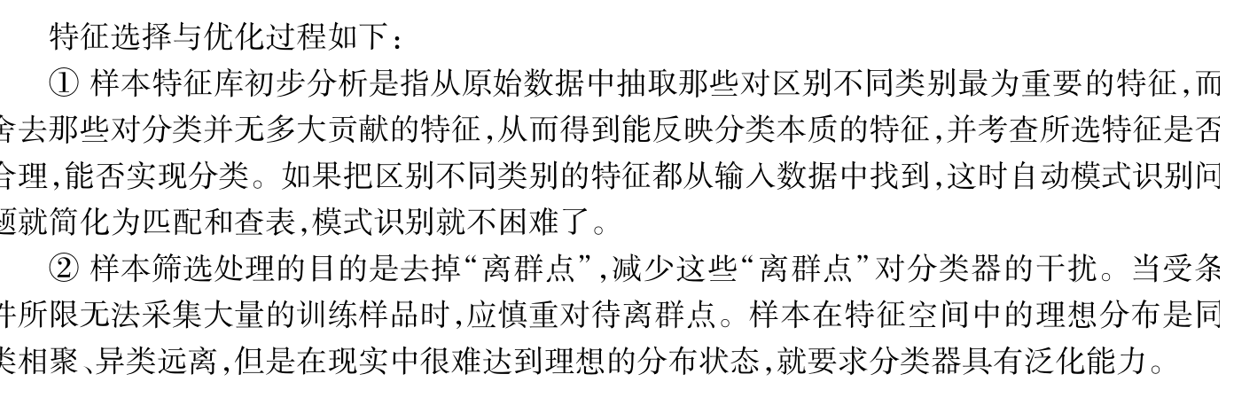 特征选择与优化过程如下：
① 样本特征库初步分析是指从原始数据中抽取那些对区别不同类别最为重要的特征，而
舍去那些对分类并无多大贡献的特征，从而得到能反映分类本质的特征，并考查所选特征是否
合理，能否实现分类。如果把区别不同类别的特征都从输入数据中找到，这时自动模式识别问
题就简化为匹配和查表，模式识别就不困难了。
② 样本筛选处理的目的是去掉“离群点”，减少这些“离群点”对分类器的干扰。当受条
件所限无法采集大量的训练样品时，应慎重对待离群点。样本在特征空间中的理想分布是同
类相聚、异类远离，但是在现实中很难达到理想的分布状态，就要求分类器具有泛化能力。